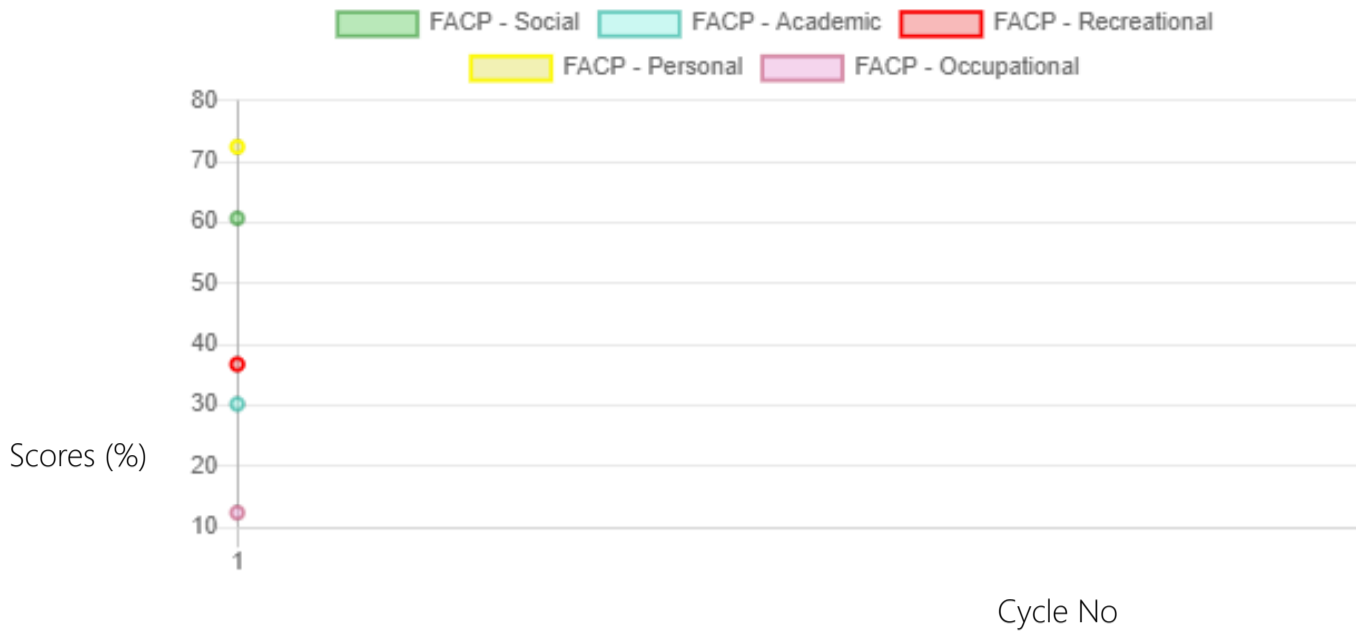 FACP - Social FACP - Academic FACP - Recreational
FACP - Personal FACP - Occupational
80
70
60
50
40
30
Scores (%)
20
10
1
Cycle No